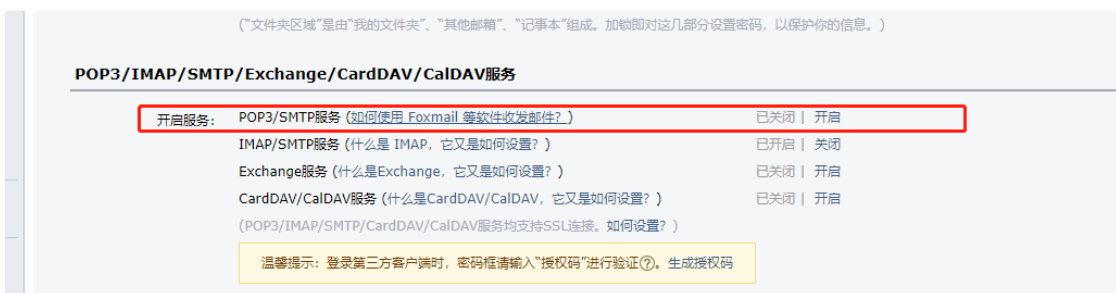 (“文件夹区域”是由“我的文件夹”、“其他邮箱”、“记事本”组成。加锁即对这几部分设置密码，以保护你的信息。)
POP3/IMAP/SMTP/Exchange/CardDAV/CalDAV服务
开启服务： POP3/SMTP服务 (如何使用 Foxmail 等软件收发邮件？) 已关闭 | 开启
IMAP/SMTP服务 (什么是 IMAP，它又是如何设置？) 已开启 | 关闭
Exchange服务 (什么是Exchange，它又是如何设置？) 已关闭 | 开启
CardDAV/CalDAV服务 (什么是CardDAV/CalDAV，它又是如何设置？) 已关闭 | 开启
(POP3/IMAP/SMTP/CardDAV/CalDAV服务均支持SSL连接。如何设置？)
温馨提示：登录第三方客户端时，密码框请输入“授权码”进行验证?。生成授权码